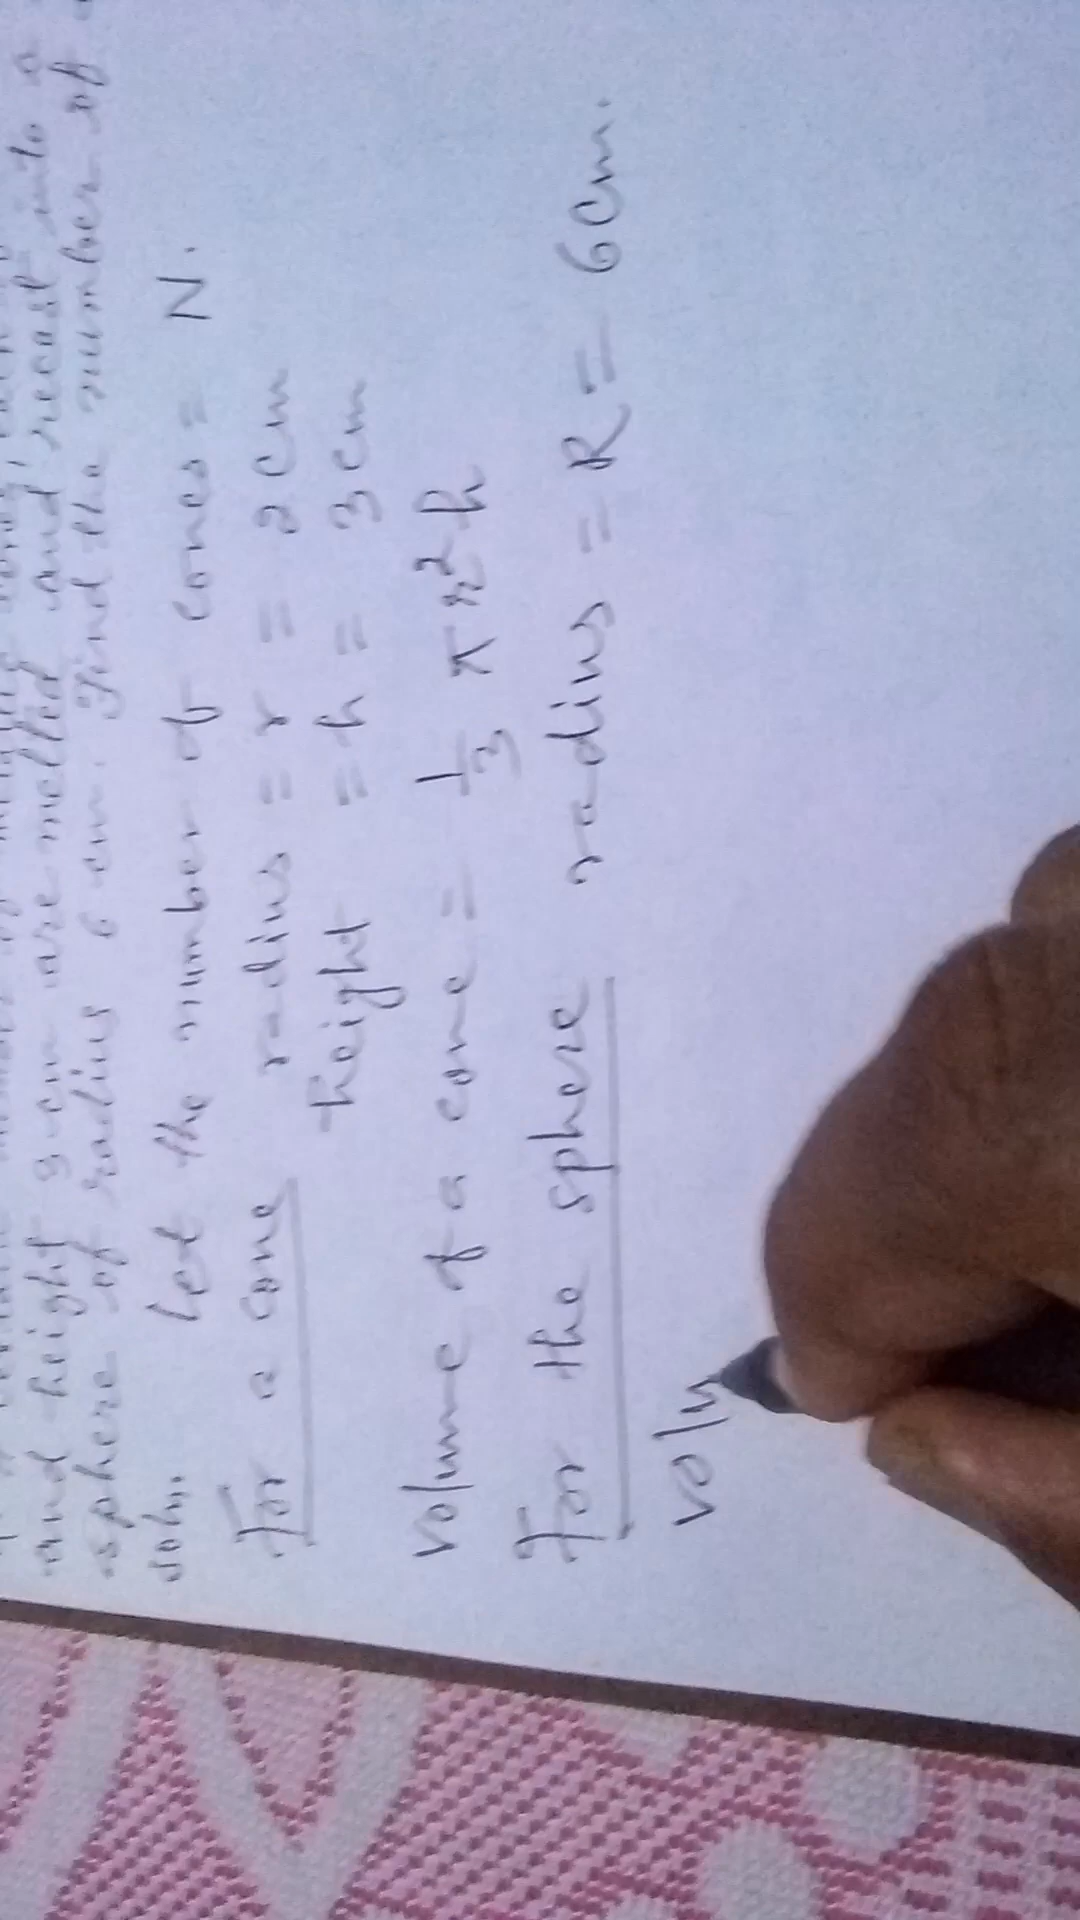 and height 3 cm are melted and recast into a
sphere of radius 6 cm. Find the number of
soln. Let the number of cones = N.
For a cone radius = r = 2 cm
height = h = 3 cm
Volume of a cone = 1/3 π r² h
For the sphere radius = R = 6 cm.
Volu